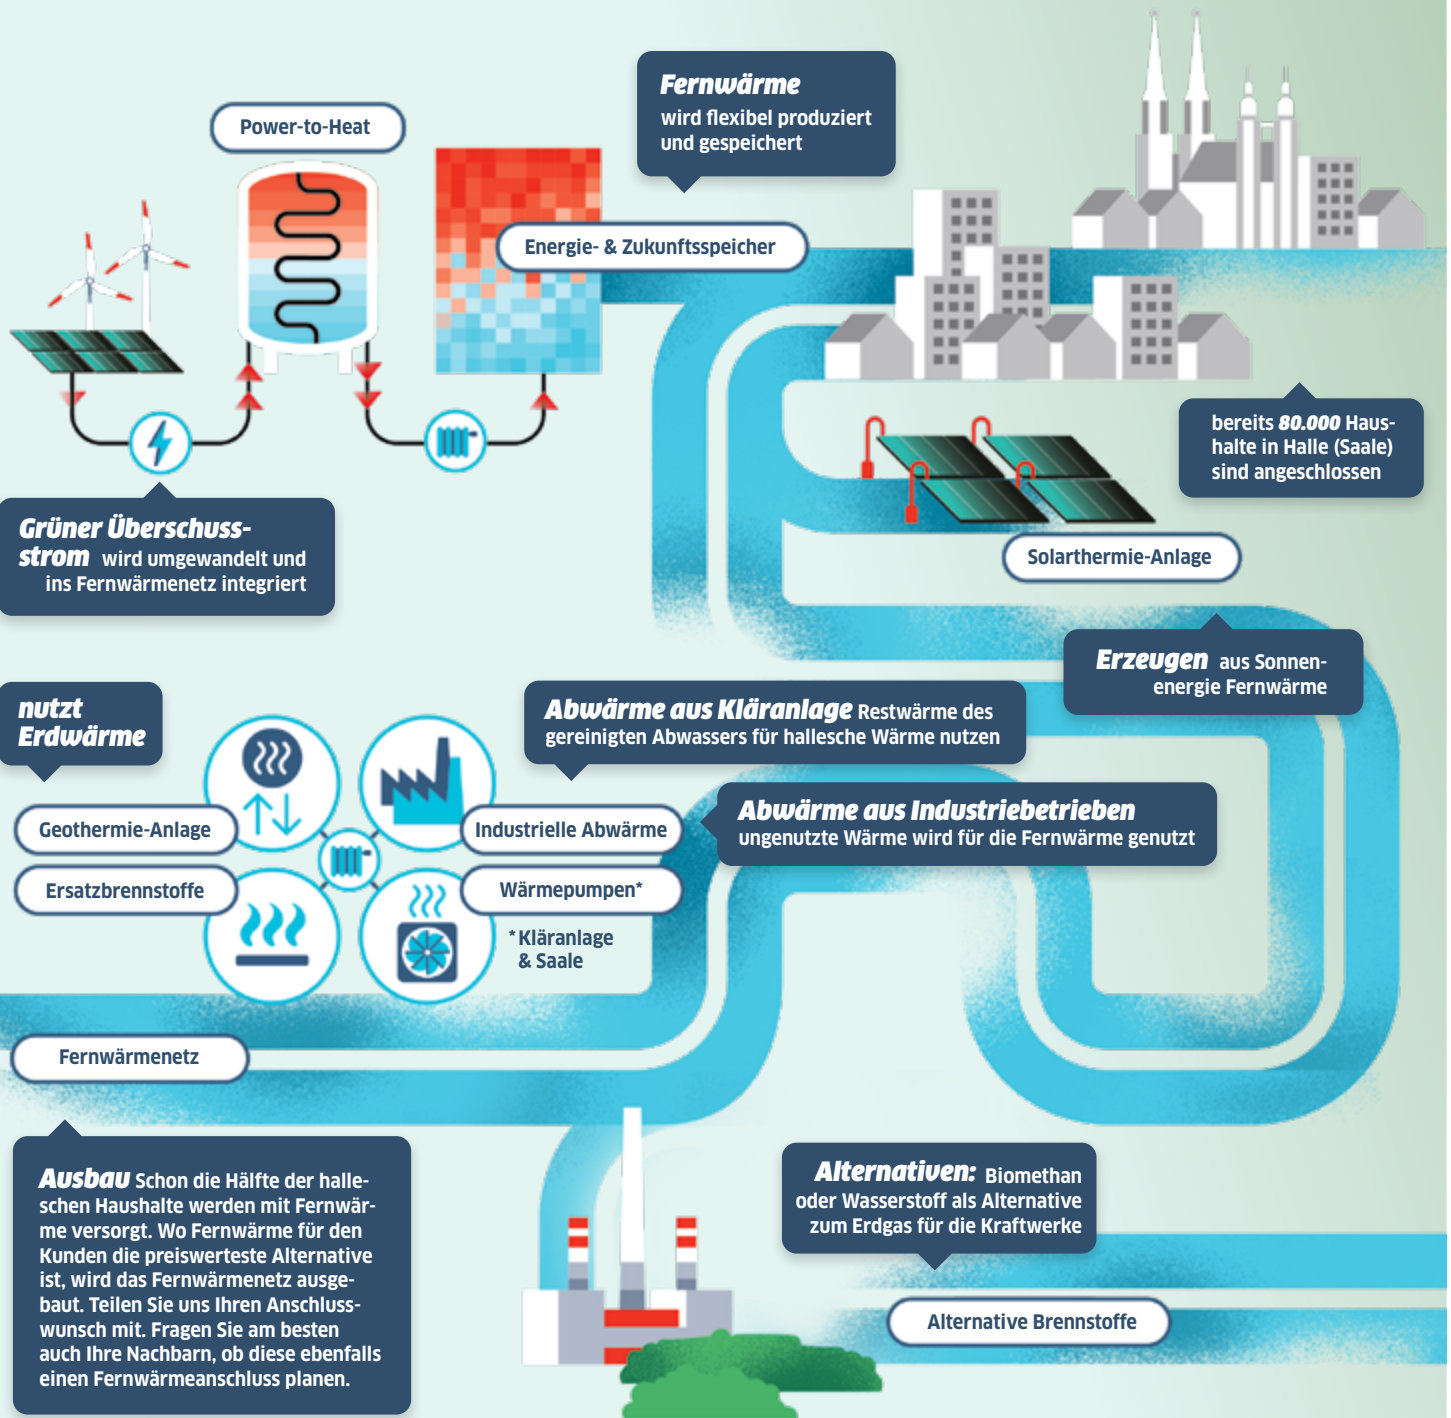 Fernwärme
wird flexibel produziert
und gespeichert
Power-to-Heat
Energie- & Zukunftsspeicher
bereits 80.000 Haus-
halte in Halle (Saale)
sind angeschlossen
Grüner Überschuss-
strom wird umgewandelt und
ins Fernwärmenetz integriert
Solarthermie-Anlage
Erzeugen aus Sonnen-
energie Fernwärme
nutzt
Erdwärme
Abwärme aus Kläranlage Restwärme des
gereinigten Abwassers für hallesche Wärme nutzen
Abwärme aus Industriebetrieben
ungenutzte Wärme wird für die Fernwärme genutzt
Geothermie-Anlage
Industrielle Abwärme
Ersatzbrennstoffe
Wärmepumpen*
*Kläranlage
& Saale
Fernwärmenetz
Ausbau Schon die Hälfte der halle-
schen Haushalte werden mit Fernwär-
me versorgt. Wo Fernwärme für den
Kunden die preiswerteste Alternative
ist, wird das Fernwärmenetz ausge-
baut. Teilen Sie uns Ihren Anschluss-
wunsch mit. Fragen Sie am besten
auch Ihre Nachbarn, ob diese ebenfalls
einen Fernwärmeanschluss planen.
Alternativen: Biomethan
oder Wasserstoff als Alternative
zum Erdgas für die Kraftwerke
Alternative Brennstoffe